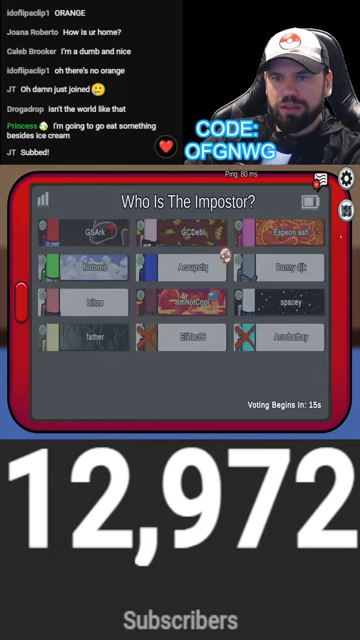 idoflipaclip1 ORANGE
Joana Roberto How is ur home?
Caleb Brooker I'm a dumb and nice
idoflipaclip1 oh there's no orange
JT Oh damn just joined
Drogadrop isn't the world like that
Princess I'm going to go eat something
besides ice cream
JT Subbed!
CODE:
OFGNWG
Ping: 80 ms
Who Is The Impostor?
GSArk GCDebi Espeon ash
Notomb Danny djk
blitze ImNotCool spacey
father EliTac06 Acrobatbay
Voting Begins In: 15s
12,972
Subscribers